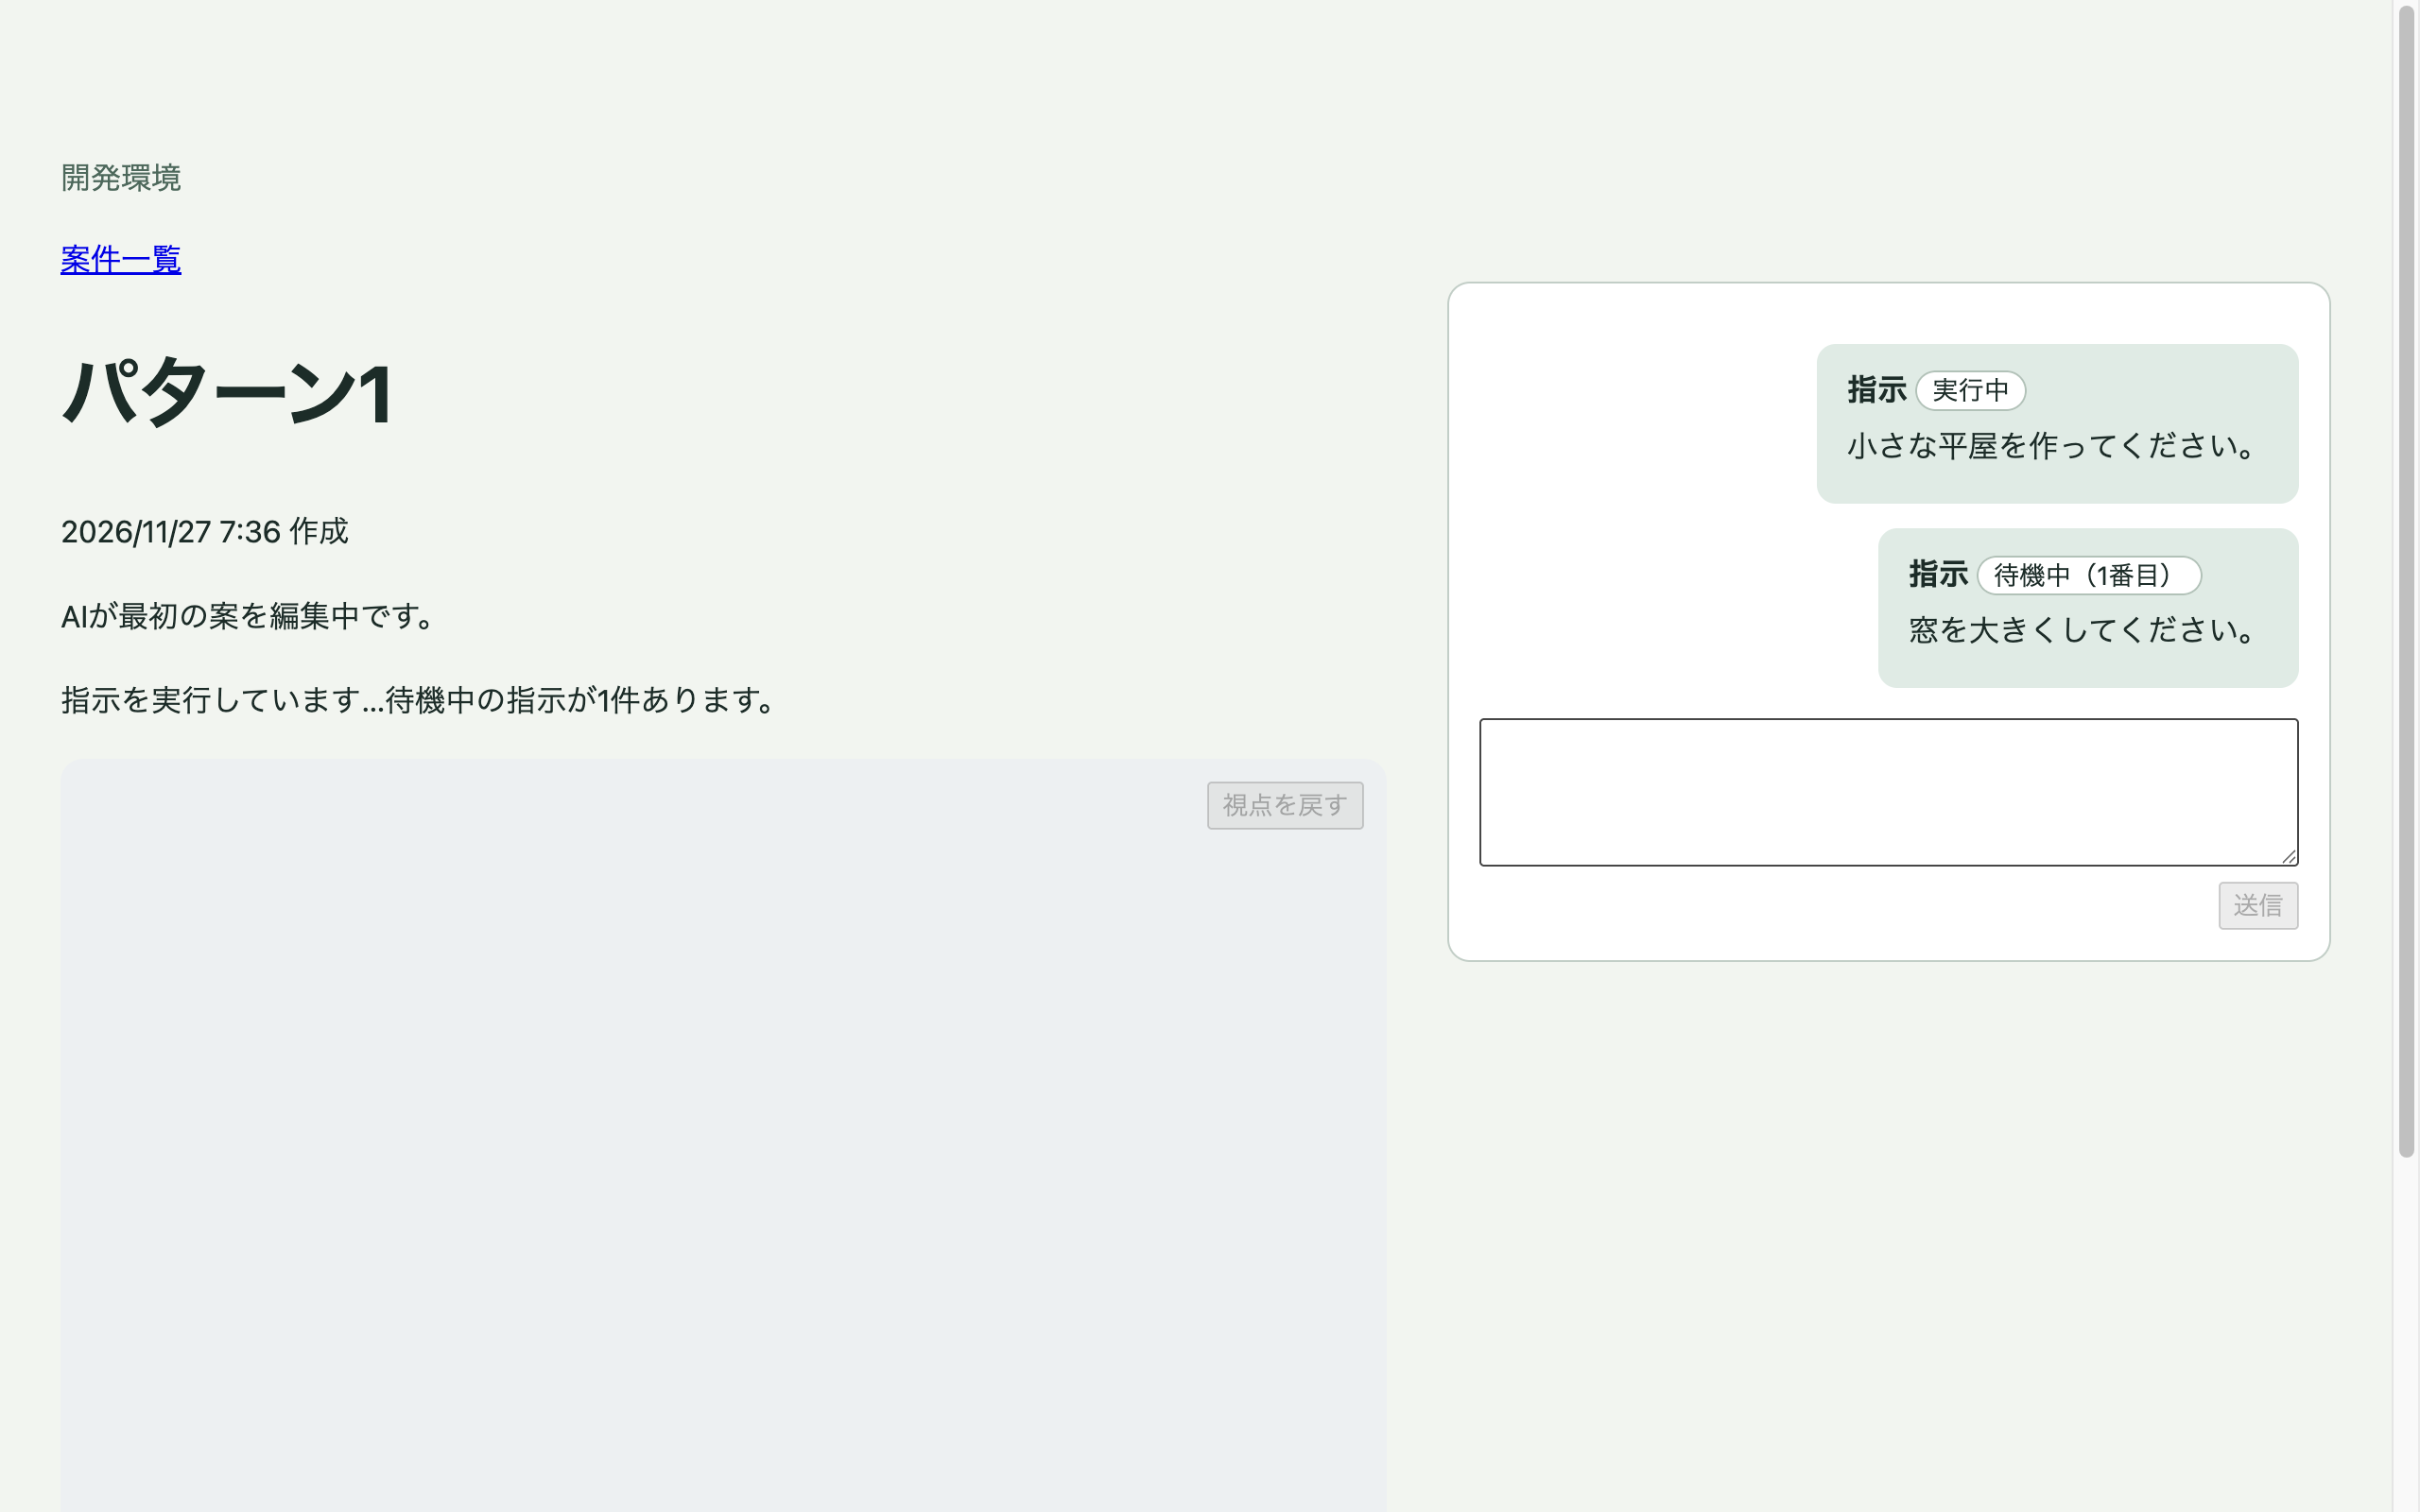 開発環境
案件一覧
パターン1
2026/11/27 7:36 作成
AIが最初の案を編集中です。
指示を実行しています...待機中の指示が1件あります。
視点を戻す
指示 実行中
小さな平屋を作ってください。
指示 待機中（1番目）
窓を大きくしてください。
送信